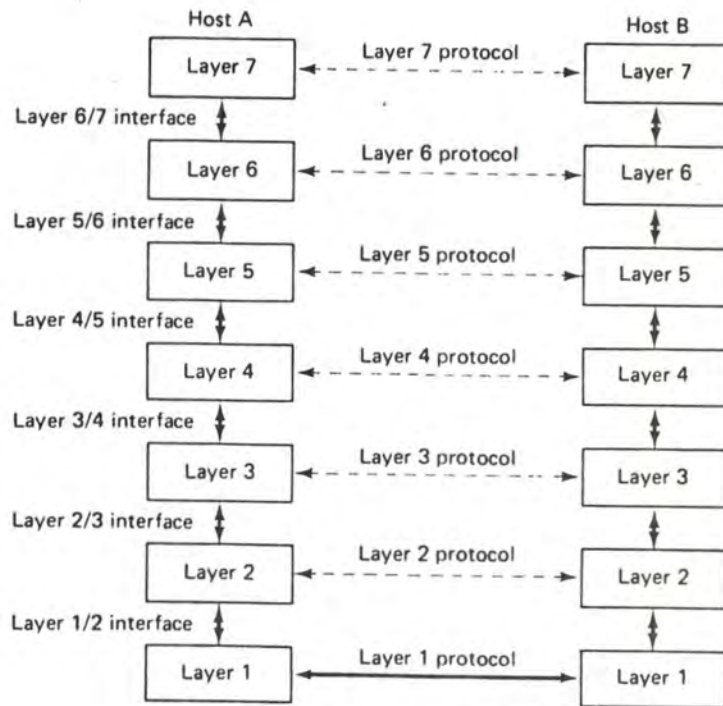 Host A
Host B
Layer 7
Layer 7 protocol
Layer 7
Layer 6/7 interface
Layer 6
Layer 6 protocol
Layer 6
Layer 5/6 interface
Layer 5
Layer 5 protocol
Layer 5
Layer 4/5 interface
Layer 4
Layer 4 protocol
Layer 4
Layer 3/4 interface
Layer 3
Layer 3 protocol
Layer 3
Layer 2/3 interface
Layer 2
Layer 2 protocol
Layer 2
Layer 1/2 interface
Layer 1
Layer 1 protocol
Layer 1